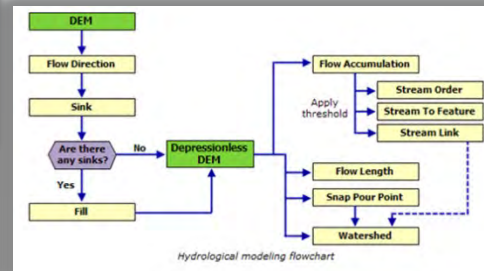 DEM
Flow Direction
Sink
Are there
any sinks?
No
Yes
Fill
Depressionless
DEM
Flow Accumulation
Apply
threshold
Stream Order
Stream To Feature
Stream Link
Flow Length
Snap Pour Point
Watershed
Hydrological modeling flowchart